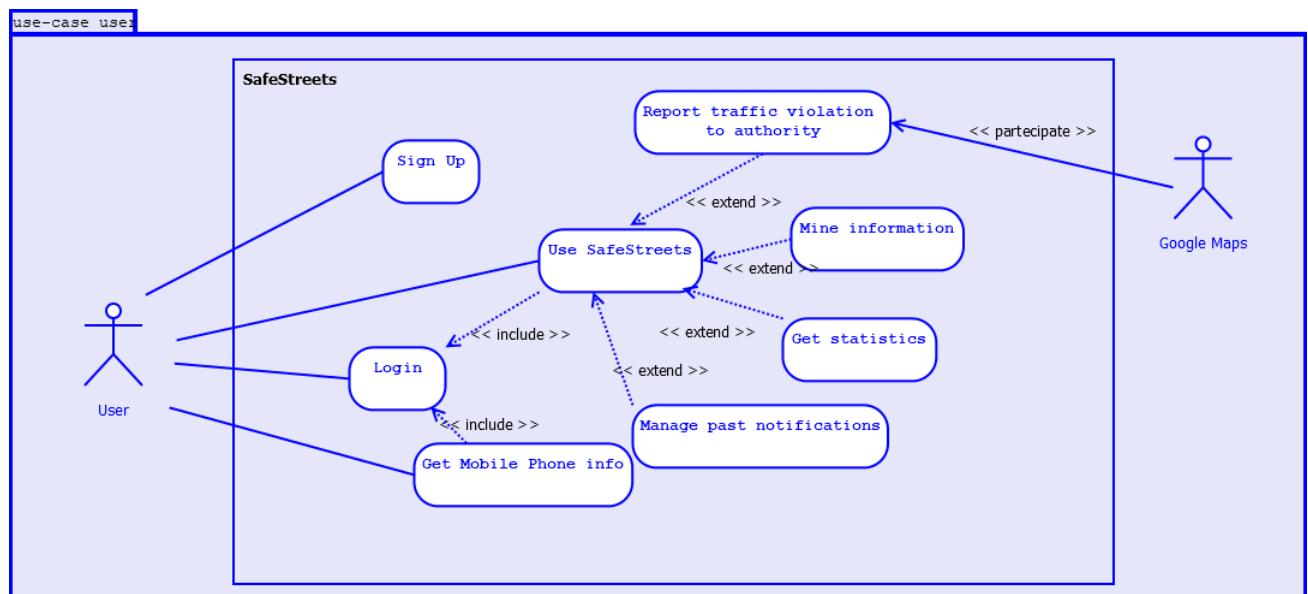 use-case user
SafeStreets
Report traffic violation
to authority
<< partecipate >>
Sign Up
<< extend >>
Mine information
Google Maps
Use SafeStreets
<< extend >>
<< include >>
<< extend >>
Get statistics
Login
<< extend >>
User
<< include >>
Manage past notifications
Get Mobile Phone info